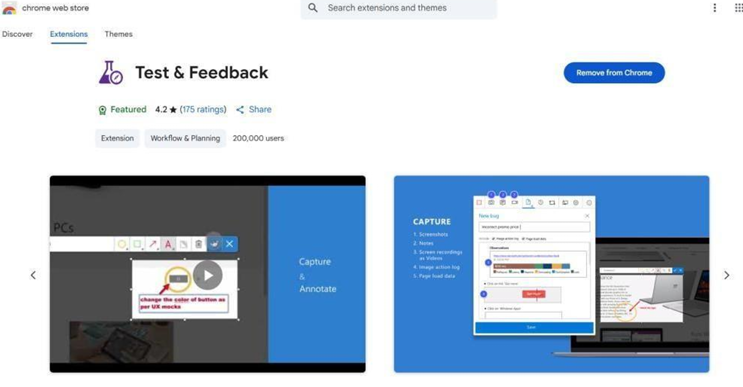 chrome web store
Search extensions and themes
Discover Extensions Themes
Test & Feedback
Remove from Chrome
Featured 4.2 ★ (175 ratings) Share
Extension Workflow & Planning 200,000 users
PCs
A
change the color of button as
per UX mocks
Capture
&
Annotate
CAPTURE
1. Screenshots
2. Notes
3. Screen recordings
as Videos
4. Image action log
5. Page load data
New bug
Save